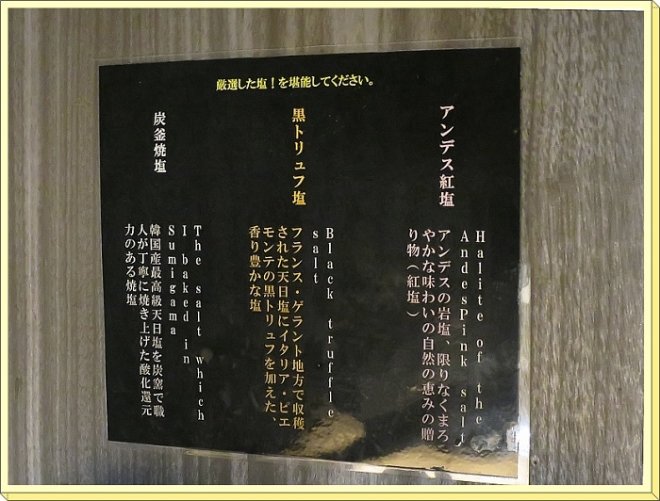 厳選した塩！を堪能してください。
アンデス紅塩
Halite of the
AndesPink salt
アンデスの岩塩、限りなくまろ
やかな味わいの自然の恵みの贈
り物（紅塩）
黒トリュフ塩
Black truffle
salt
フランス・ゲラント地方で収穫
された天日塩にイタリア・ピエ
モンテの黒トリュフを加えた、
香り豊かな塩
炭釜焼塩
The salt which
I baked in
Sumigama
韓国産最高級天日塩を炭窯で職
人が丁寧に焼き上げた酸化還元
力のある焼塩